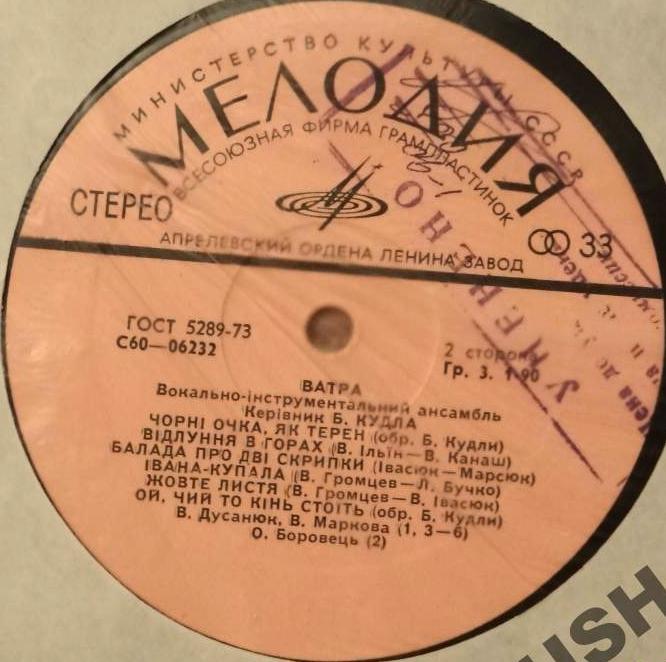 МИНИСТЕРСТВО КУЛЬТУРЫ СССР
МЕЛОДИЯ
ВСЕСОЮЗНАЯ ФИРМА ГРАМПЛАСТИНОК
СТЕРЕО
33
АПРЕЛЕВСКИЙ ОРДЕНА ЛЕНИНА ЗАВОД
УЦЕНЕНО
ГОСТ 5289-73
С60—06232
2 сторона
Гр. 3. 1-90
ВАТРА
Вокально-інструментальний ансамбль
Керівник Б. КУДЛА
ЧОРНІ ОЧКА, ЯК ТЕРЕН (обр. Б. Кудли)
ВІДЛУННЯ В ГОРАХ (В. Ільїн—В. Канаш)
БАЛАДА ПРО ДВІ СКРИПКИ (Івасюк—Марсюк)
ІВАНА-КУПАЛА (В. Громцев—Л. Бучко)
ЖОВТЕ ЛИСТЯ (В. Громцев—В. Івасюк)
ОЙ, ЧИЙ ТО КІНЬ СТОЇТЬ (обр. Б. Кудли)
В. Дусанюк, В. Маркова (1, 3—6)
О. Боровець (2)
USH